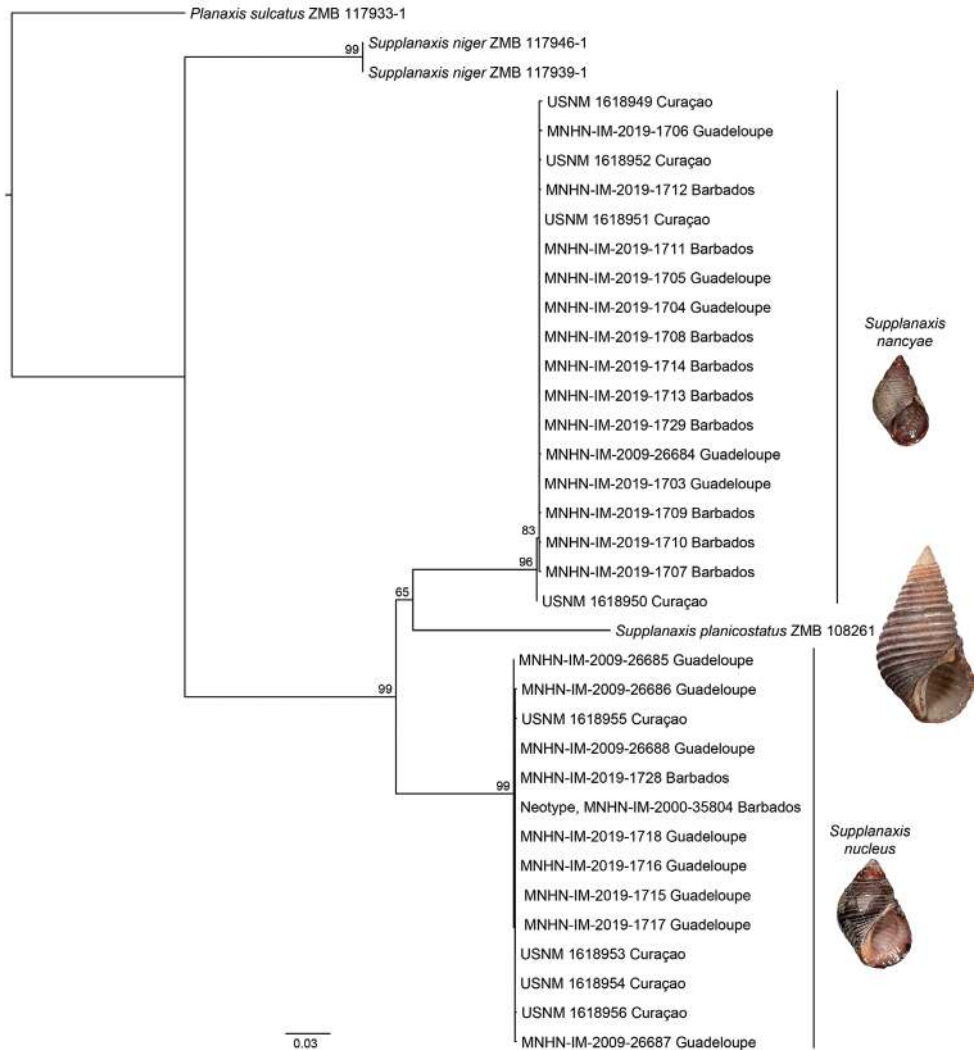 Planaxis sulcatus ZMB 117933-1
Supplanaxis niger ZMB 117946-1
99
Supplanaxis niger ZMB 117939-1
USNM 1618949 Curaçao
MNHN-IM-2019-1706 Guadeloupe
USNM 1618952 Curaçao
MNHN-IM-2019-1712 Barbados
USNM 1618951 Curaçao
MNHN-IM-2019-1711 Barbados
MNHN-IM-2019-1705 Guadeloupe
MNHN-IM-2019-1704 Guadeloupe
MNHN-IM-2019-1708 Barbados
MNHN-IM-2019-1714 Barbados
MNHN-IM-2019-1713 Barbados
MNHN-IM-2019-1729 Barbados
MNHN-IM-2009-26684 Guadeloupe
MNHN-IM-2019-1703 Guadeloupe
MNHN-IM-2019-1709 Barbados
83
MNHN-IM-2019-1710 Barbados
96
MNHN-IM-2019-1707 Barbados
USNM 1618950 Curaçao
Supplanaxis
nancyae
65
Supplanaxis planicostatus ZMB 108261
MNHN-IM-2009-26685 Guadeloupe
99
MNHN-IM-2009-26686 Guadeloupe
USNM 1618955 Curaçao
MNHN-IM-2009-26688 Guadeloupe
MNHN-IM-2019-1728 Barbados
99
Neotype, MNHN-IM-2000-35804 Barbados
MNHN-IM-2019-1718 Guadeloupe
MNHN-IM-2019-1716 Guadeloupe
MNHN-IM-2019-1715 Guadeloupe
MNHN-IM-2019-1717 Guadeloupe
USNM 1618953 Curaçao
USNM 1618954 Curaçao
USNM 1618956 Curaçao
MNHN-IM-2009-26687 Guadeloupe
Supplanaxis
nucleus
0.03